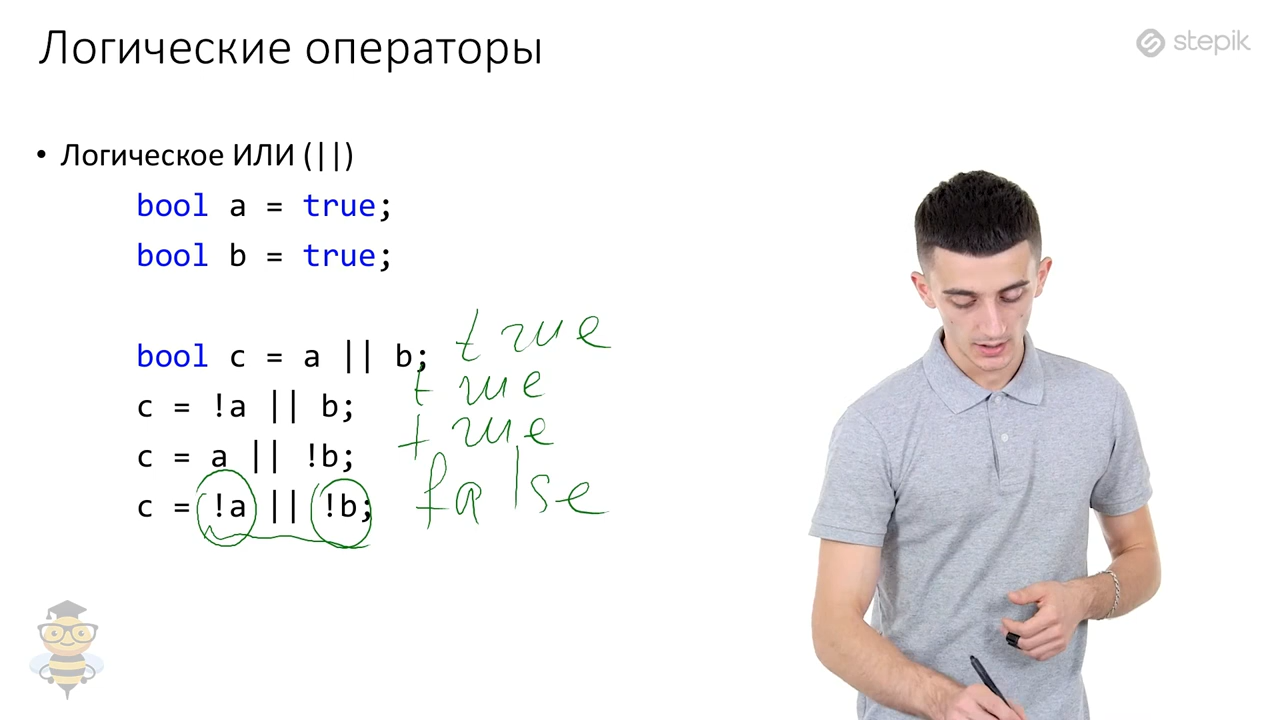 Логические операторы
stepik
• Логическое ИЛИ (||)
bool a = true;
bool b = true;
bool c = a || b; true
c = !a || b; true
c = a || !b; true
c = !a || !b; false